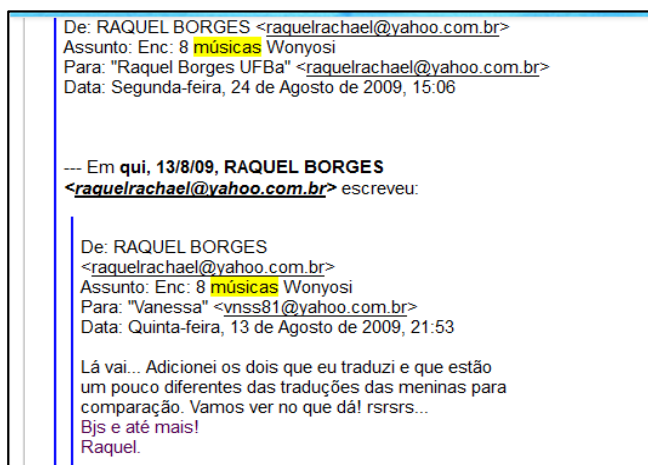 De: RAQUEL BORGES <raquelrachael@yahoo.com.br>
Assunto: Enc: 8 músicas Wonyosi
Para: "Raquel Borges UFBa" <raquelrachael@yahoo.com.br>
Data: Segunda-feira, 24 de Agosto de 2009, 15:06
--- Em qui, 13/8/09, RAQUEL BORGES
<raquelrachael@yahoo.com.br> escreveu:
De: RAQUEL BORGES
<raquelrachael@yahoo.com.br>
Assunto: Enc: 8 músicas Wonyosi
Para: "Vanessa" <vnss81@yahoo.com.br>
Data: Quinta-feira, 13 de Agosto de 2009, 21:53
Lá vai... Adicionei os dois que eu traduzi e que estão
um pouco diferentes das traduções das meninas para
comparação. Vamos ver no que dá! rsrsrs...
Bjs e até mais!
Raquel.